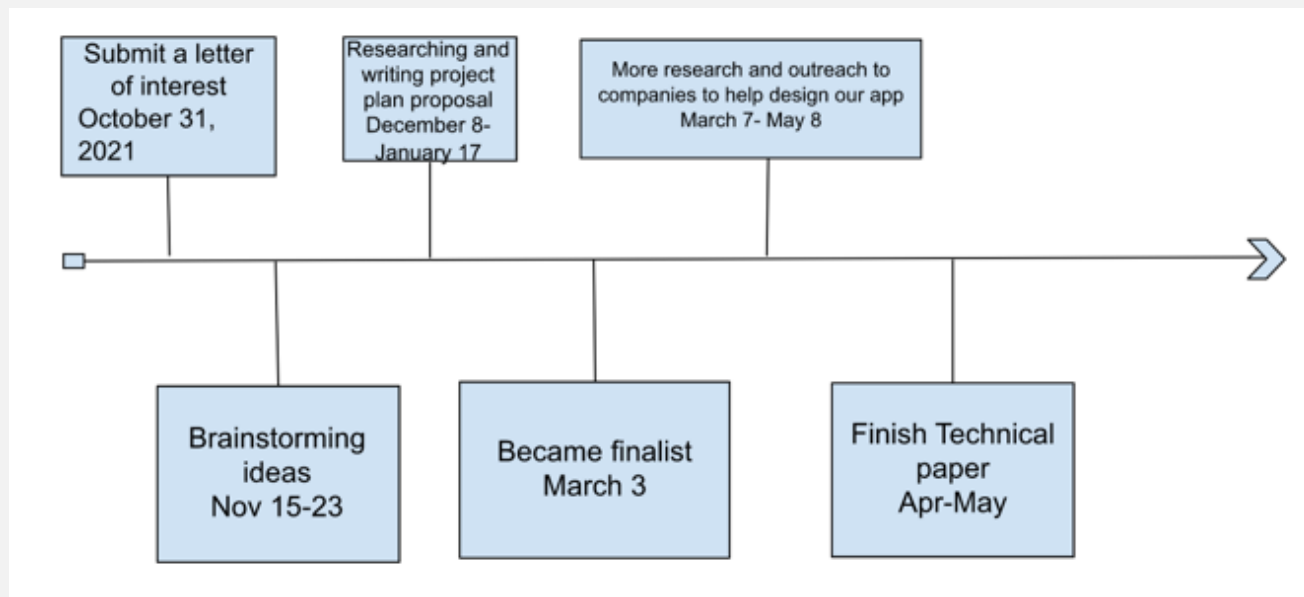 Submit a letter
of interest
October 31,
2021
Brainstorming
ideas
Nov 15-23
Researching and
writing project
plan proposal
December 8-
January 17
Became finalist
March 3
More research and outreach to
companies to help design our app
March 7- May 8
Finish Technical
paper
Apr-May